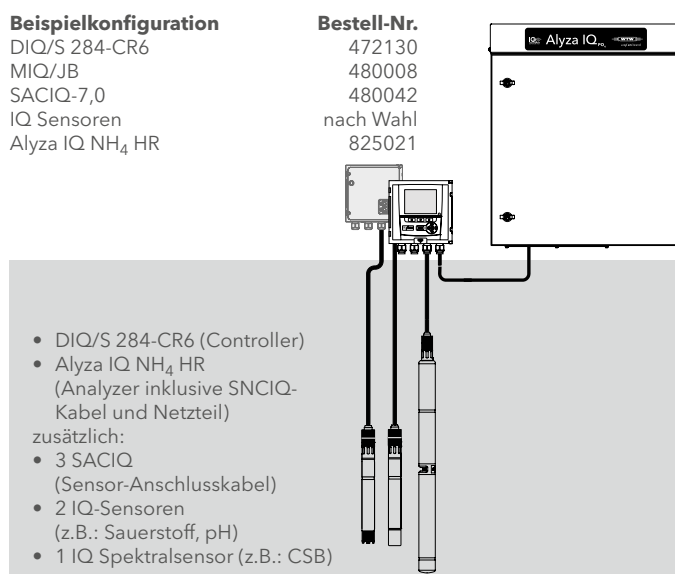 Beispielkonfiguration Bestell-Nr.
DIQ/S 284-CR6 472130
MIQ/JB 480008
SACIQ-7,0 480042
IQ Sensoren nach Wahl
Alyza IQ NH₄ HR 825021
Alyza IQ PO₄ WTW
• DIQ/S 284-CR6 (Controller)
• Alyza IQ NH₄ HR
(Analyzer inklusive SNCIQ-
Kabel und Netzteil)
zusätzlich:
• 3 SACIQ
(Sensor-Anschlusskabel)
• 2 IQ-Sensoren
(z.B.: Sauerstoff, pH)
• 1 IQ Spektralsensor (z.B.: CSB)